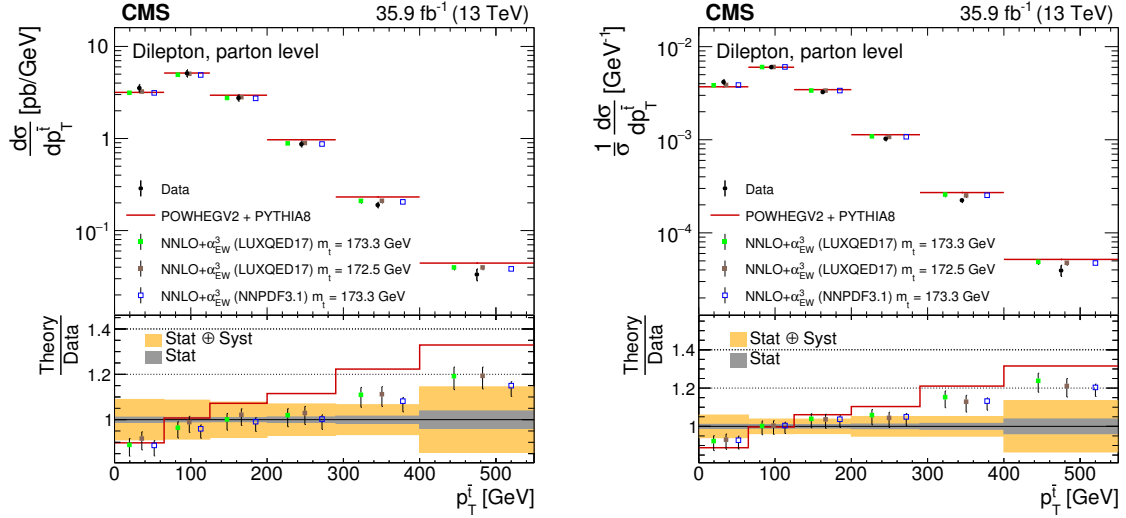 CMS 35.9 fb⁻¹ (13 TeV)
Dilepton, parton level
dσ/dp_T^t̄ [pb/GeV]
10
1
10⁻¹
Data
POWHEGV2 + PYTHIA8
NNLO+α³_EW (LUXQED17) m_t = 173.3 GeV
NNLO+α³_EW (LUXQED17) m_t = 172.5 GeV
NNLO+α³_EW (NNPDF3.1) m_t = 173.3 GeV
Theory
Data
1.4
1.2
1
Stat ⊕ Syst
Stat
0 100 200 300 400 500
p_T^t̄ [GeV]
CMS 35.9 fb⁻¹ (13 TeV)
Dilepton, parton level
1/σ dσ/dp_T^t̄ [GeV⁻¹]
10⁻²
10⁻³
10⁻⁴
Data
POWHEGV2 + PYTHIA8
NNLO+α³_EW (LUXQED17) m_t = 173.3 GeV
NNLO+α³_EW (LUXQED17) m_t = 172.5 GeV
NNLO+α³_EW (NNPDF3.1) m_t = 173.3 GeV
Theory
Data
1.4
1.2
1
Stat ⊕ Syst
Stat
0 100 200 300 400 500
p_T^t̄ [GeV]